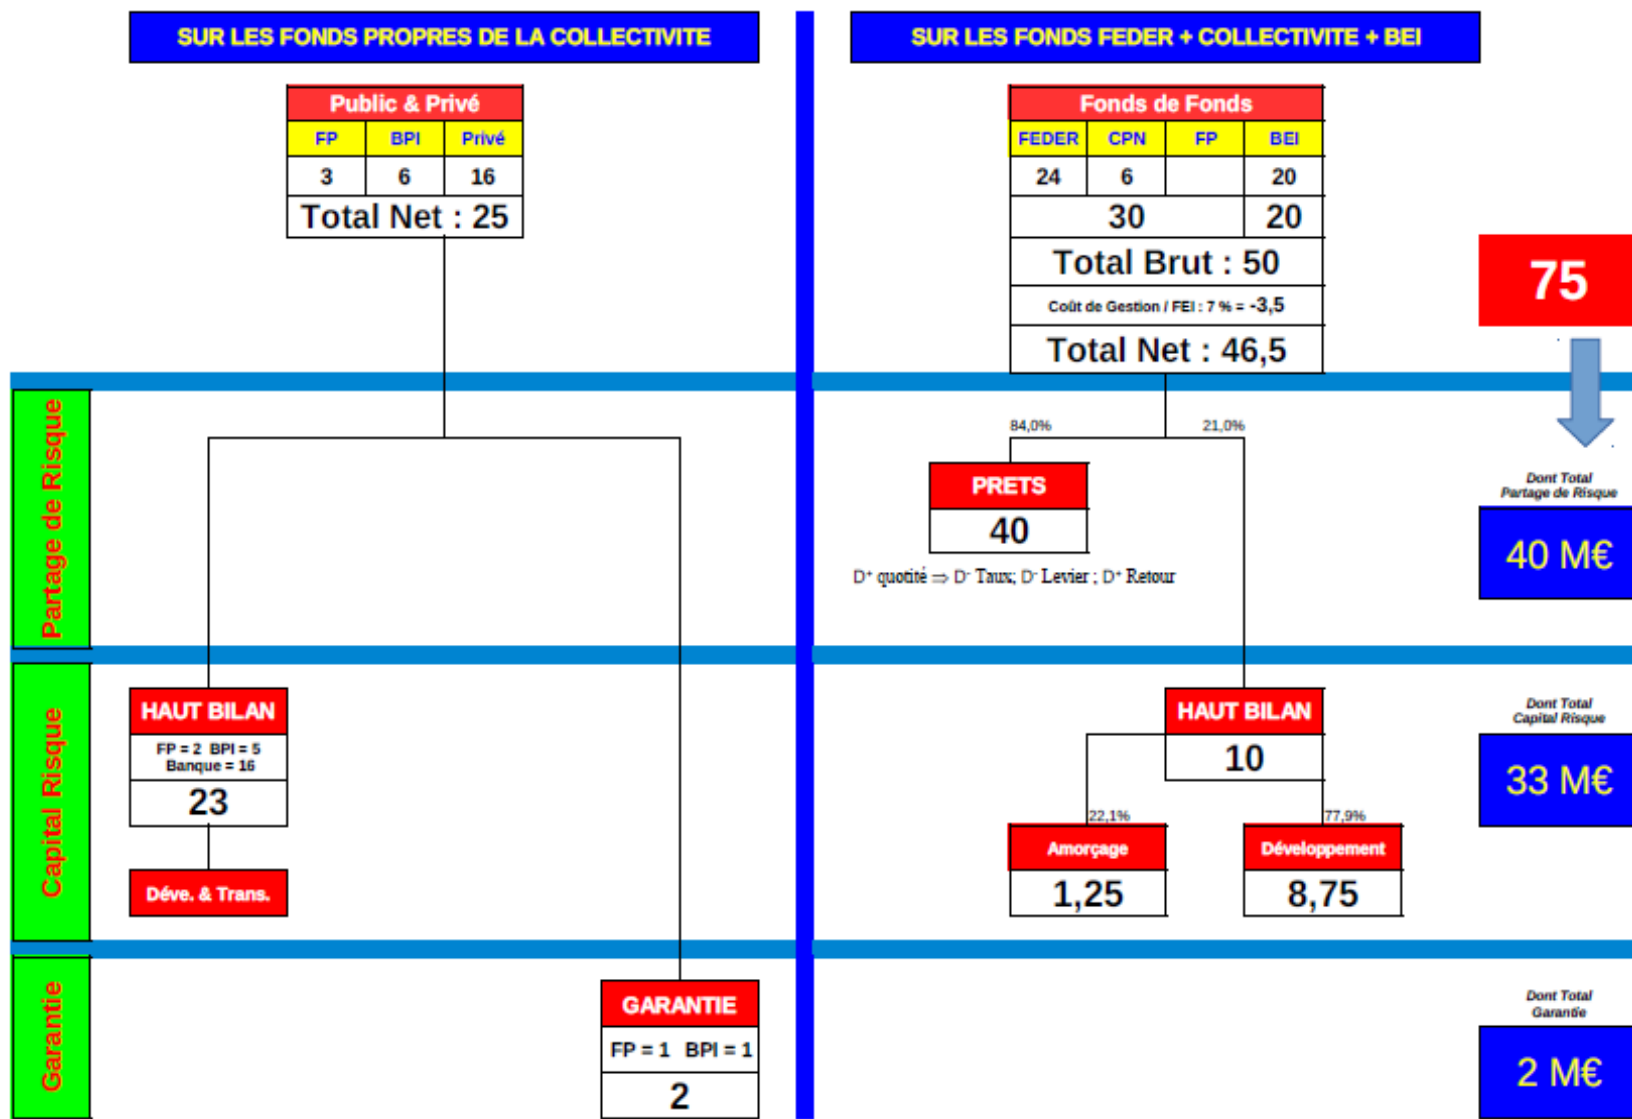 SUR LES FONDS PROPRES DE LA COLLECTIVITE
Public & Privé
FP BPI Privé
3 6 16
Total Net : 25
SUR LES FONDS FEDER + COLLECTIVITE + BEI
Fonds de Fonds
FEDER CPN FP BEI
24 6 20
30 20
Total Brut : 50
Coût de Gestion / FEI : 7 % = -3,5
Total Net : 46,5
75
Partage de Risque
84,0% 21,0%
PRETS
40
D⁺ quotité ⇒ D⁻ Taux; D⁻ Levier ; D⁺ Retour
Dont Total
Partage de Risque
40 M€
Capital Risque
HAUT BILAN
FP = 2 BPI = 5
Banque = 16
23
Déve. & Trans.
HAUT BILAN
10
22,1% 77,9%
Amorçage Développement
1,25 8,75
Dont Total
Capital Risque
33 M€
Garantie
GARANTIE
FP = 1 BPI = 1
2
Dont Total
Garantie
2 M€